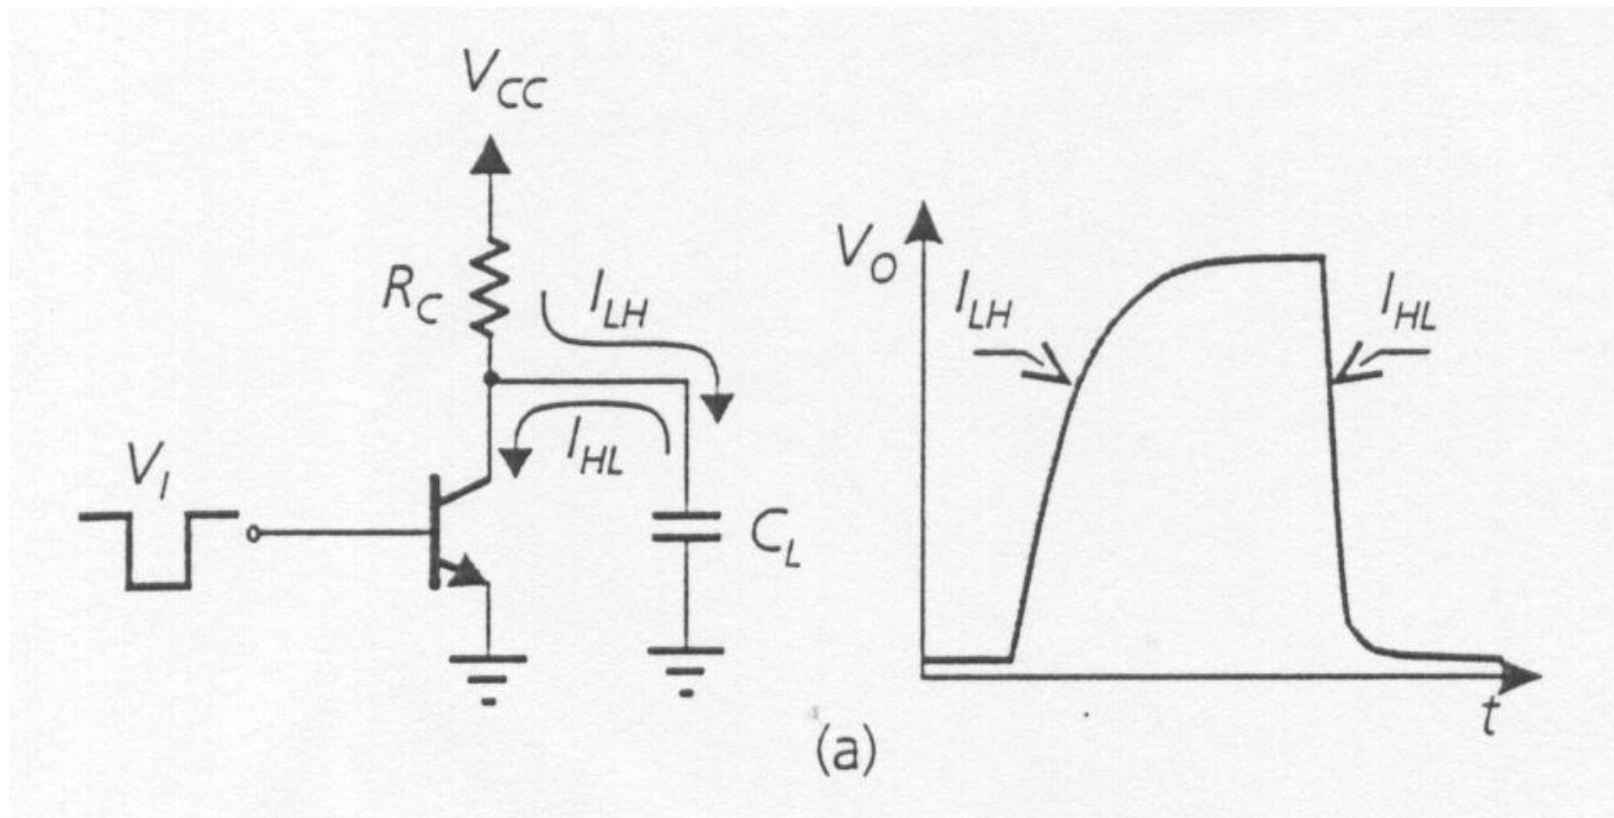 V_CC
R_C
I_LH
I_HL
V_I
C_L
V_O
I_LH
I_HL
t
(a)